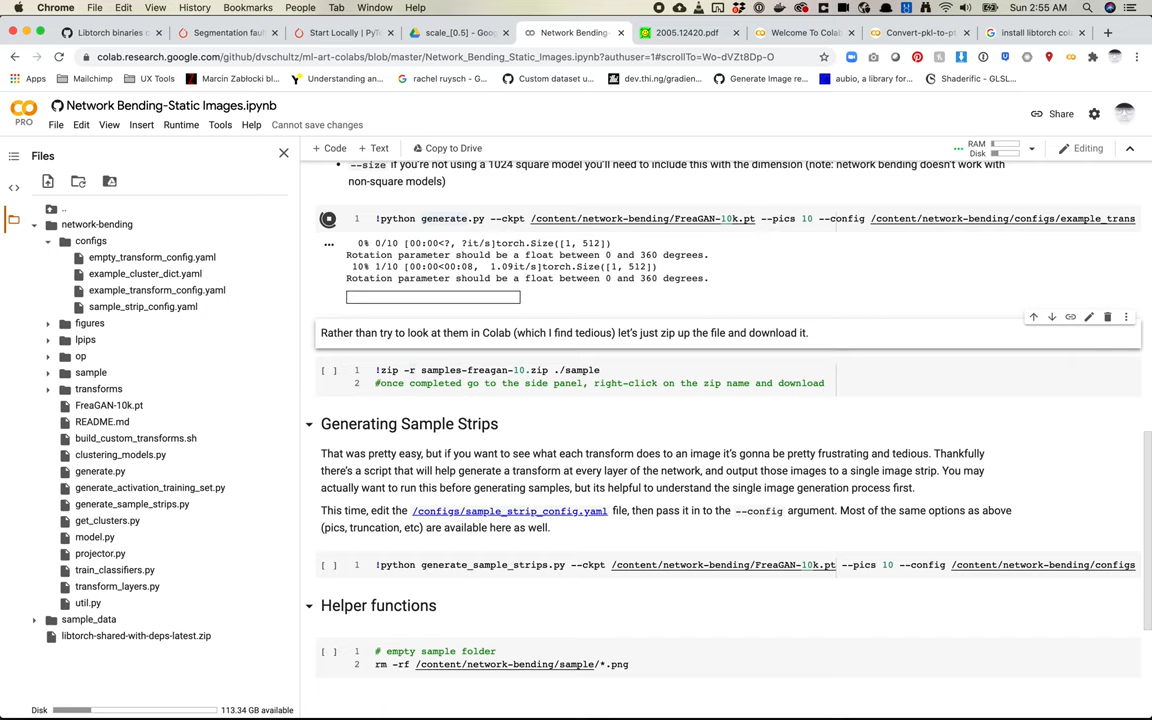 Chrome File Edit View History Bookmarks People Tab Window Help Sun 2:55 AM
Libtorch binaries c Segmentation fau Start Locally | PyT scale_[0.5] - Goog Network Bending- 2005.12420.pdf Welcome To Colab Convert-pkl-to-pt install libtorch col
colab.research.google.com/github/dvschultz/ml-art-colabs/blob/master/Network_Bending_Static_Images.ipynb?authuser=1#scrollTo=Wo-dVZt8Dp-O
Apps Mailchimp UX Tools Marcin Zabłocki bl... Understanding an... rachel ruysch - G... Custom dataset u... dev.thi.ng/gradien... Generate Image re... aubio, a library for... Shaderific - GLSL...
Network Bending-Static Images.ipynb
PRO
File Edit View Insert Runtime Tools Help Cannot save changes
Share
Files
+ Code + Text Copy to Drive
RAM
Disk
Editing
..
network-bending
configs
empty_transform_config.yaml
example_cluster_dict.yaml
example_transform_config.yaml
sample_strip_config.yaml
figures
lpips
op
sample
transforms
FreaGAN-10k.pt
README.md
build_custom_transforms.sh
clustering_models.py
generate.py
generate_activation_training_set.py
generate_sample_strips.py
get_clusters.py
model.py
projector.py
train_classifiers.py
transform_layers.py
util.py
sample_data
libtorch-shared-with-deps-latest.zip
Disk 113.34 GB available
--size if you're not using a 1024 square model you'll need to include this with the dimension (note: network bending doesn't work with
non-square models)
1 !python generate.py --ckpt /content/network-bending/FreaGAN-10k.pt --pics 10 --config /content/network-bending/configs/example_trans
0% 0/10 [00:00<?, ?it/s]torch.Size([1, 512])
Rotation parameter should be a float between 0 and 360 degrees.
10% 1/10 [00:00<00:08, 1.09it/s]torch.Size([1, 512])
Rotation parameter should be a float between 0 and 360 degrees.
Rather than try to look at them in Colab (which I find tedious) let's just zip up the file and download it.
[ ] 1 !zip -r samples-freagan-10.zip ./sample
2 #once completed go to the side panel, right-click on the zip name and download
Generating Sample Strips
That was pretty easy, but if you want to see what each transform does to an image it's gonna be pretty frustrating and tedious. Thankfully
there's a script that will help generate a transform at every layer of the network, and output those images to a single image strip. You may
actually want to run this before generating samples, but its helpful to understand the single image generation process first.
This time, edit the /configs/sample_strip_config.yaml file, then pass it in to the --config argument. Most of the same options as above
(pics, truncation, etc) are available here as well.
[ ] 1 !python generate_sample_strips.py --ckpt /content/network-bending/FreaGAN-10k.pt --pics 10 --config /content/network-bending/configs
Helper functions
[ ] 1 # empty sample folder
2 rm -rf /content/network-bending/sample/*.png